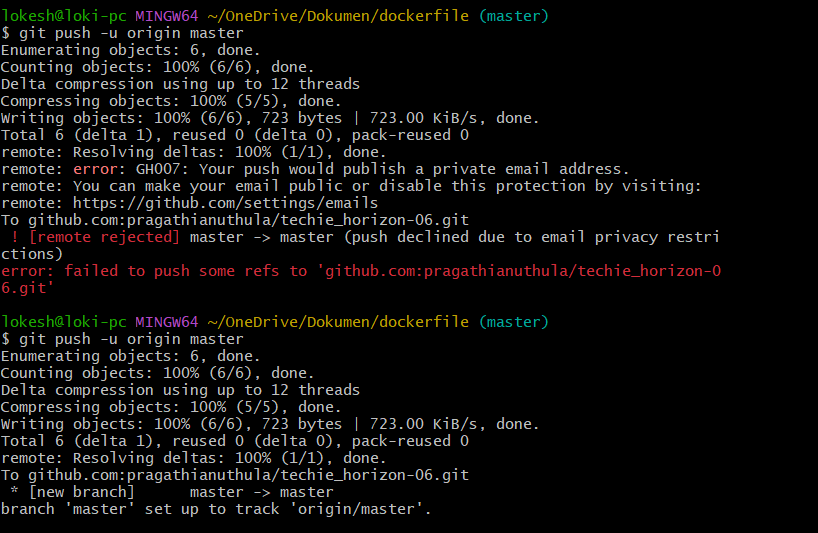 lokesh@loki-pc MINGW64 ~/OneDrive/Dokumen/dockerfile (master)
$ git push -u origin master
Enumerating objects: 6, done.
Counting objects: 100% (6/6), done.
Delta compression using up to 12 threads
Compressing objects: 100% (5/5), done.
Writing objects: 100% (6/6), 723 bytes | 723.00 KiB/s, done.
Total 6 (delta 1), reused 0 (delta 0), pack-reused 0
remote: Resolving deltas: 100% (1/1), done.
remote: error: GH007: Your push would publish a private email address.
remote: You can make your email public or disable this protection by visiting:
remote: https://github.com/settings/emails
To github.com:pragathianuthula/techie_horizon-06.git
 ! [remote rejected] master -> master (push declined due to email privacy restri
ctions)
error: failed to push some refs to 'github.com:pragathianuthula/techie_horizon-0
6.git'
lokesh@loki-pc MINGW64 ~/OneDrive/Dokumen/dockerfile (master)
$ git push -u origin master
Enumerating objects: 6, done.
Counting objects: 100% (6/6), done.
Delta compression using up to 12 threads
Compressing objects: 100% (5/5), done.
Writing objects: 100% (6/6), 723 bytes | 723.00 KiB/s, done.
Total 6 (delta 1), reused 0 (delta 0), pack-reused 0
remote: Resolving deltas: 100% (1/1), done.
To github.com:pragathianuthula/techie_horizon-06.git
 * [new branch]      master -> master
branch 'master' set up to track 'origin/master'.